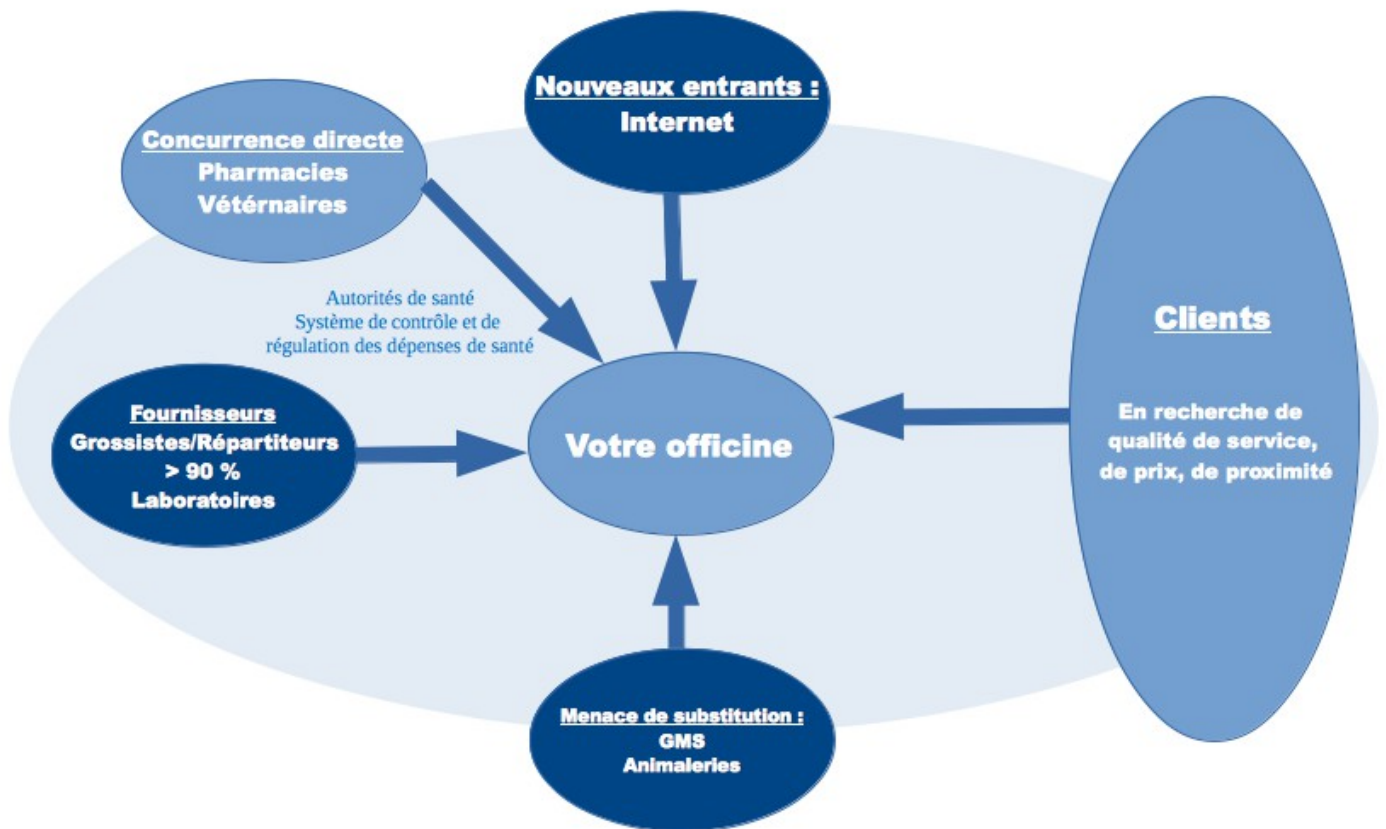 Nouveaux entrants :
Internet
Concurrence directe
Pharmacies
Vétérnaires
Autorités de santé
Système de contrôle et de
régulation des dépenses de santé
Clients
En recherche de
qualité de service,
de prix, de proximité
Fournisseurs
Grossistes/Répartiteurs
> 90 %
Laboratoires
Votre officine
Menace de substitution :
GMS
Animaleries